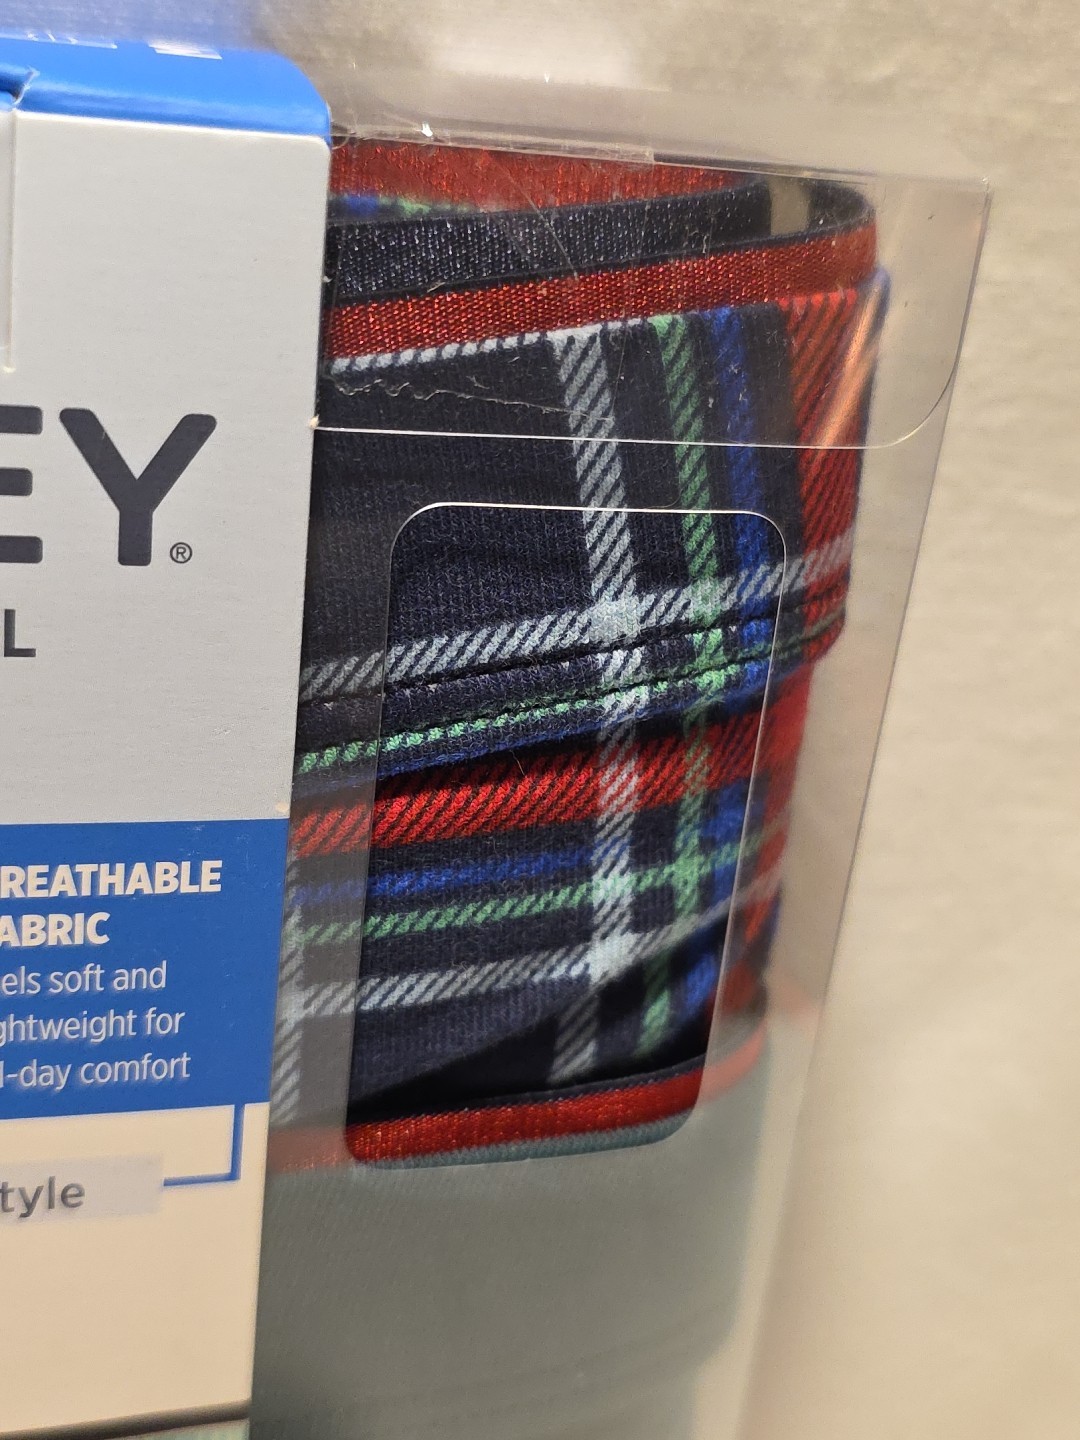 EY®
L
REATHABLE
ABRIC
els soft and
ghtweight for
l-day comfort
tyle